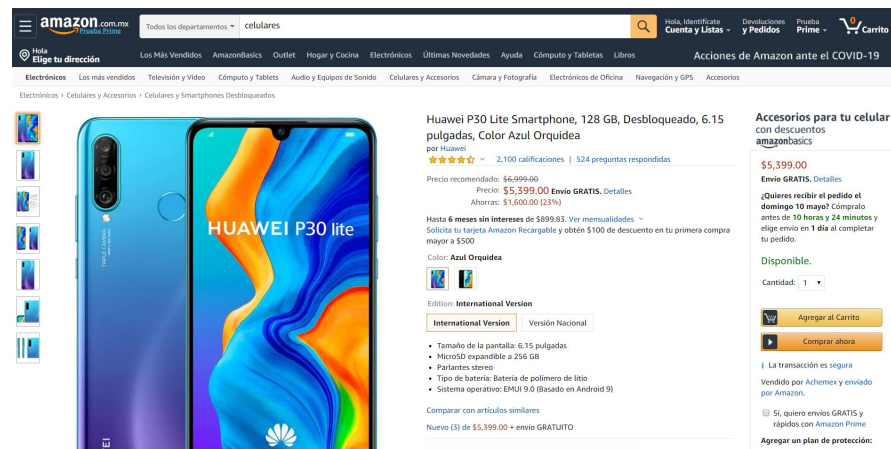 amazon.com.mx
Prueba Prime
Todos los departamentos
celulares
Hola, Identifícate
Cuenta y Listas
Devoluciones
y Pedidos
Prueba
Prime
0
Carrito
Hola
Elige tu dirección
Los Más Vendidos AmazonBasics Outlet Hogar y Cocina Electrónicos Últimas Novedades Ayuda Cómputo y Tabletas Libros
Acciones de Amazon ante el COVID-19
Electrónicos Los más vendidos Televisión y Video Cómputo y Tablets Audio y Equipos de Sonido Celulares y Accesorios Cámara y Fotografía Electrónicos de Oficina Navegación y GPS Accesorios
Electrónicos › Celulares y Accesorios › Celulares y Smartphones Desbloqueados
HUAWEI P30 lite
HUAWEI
Huawei P30 Lite Smartphone, 128 GB, Desbloqueado, 6.15
pulgadas, Color Azul Orquidea
por Huawei
2,100 calificaciones | 524 preguntas respondidas
Precio recomendado: $6,999.00
Precio: $5,399.00 Envío GRATIS. Detalles
Ahorras: $1,600.00 (23%)
Hasta 6 meses sin intereses de $899.83. Ver mensualidades
Solicita tu tarjeta Amazon Recargable y obtén $100 de descuento en tu primera compra
mayor a $500
Color: Azul Orquidea
Edition: International Version
International Version Versión Nacional
• Tamaño de la pantalla: 6.15 pulgadas
• MicroSD expandible a 256 GB
• Parlantes stereo
• Tipo de batería: Batería de polímero de litio
• Sistema operativo: EMUI 9.0 (Basado en Android 9)
Comparar con artículos similares
Nuevo (3) de $5,399.00 + envío GRATUITO
Accesorios para tu celular
con descuentos
amazonbasics
$5,399.00
Envío GRATIS. Detalles
¿Quieres recibir el pedido el
domingo 10 mayo? Cómpralo
antes de 10 horas y 24 minutos y
elige envío en 1 día al completar
tu pedido.
Disponible.
Cantidad: 1
Agregar al Carrito
Comprar ahora
La transacción es segura
Vendido por Achemex y enviado
por Amazon.
Sí, quiero envíos GRATIS y
rápidos con Amazon Prime
Agregar un plan de protección: